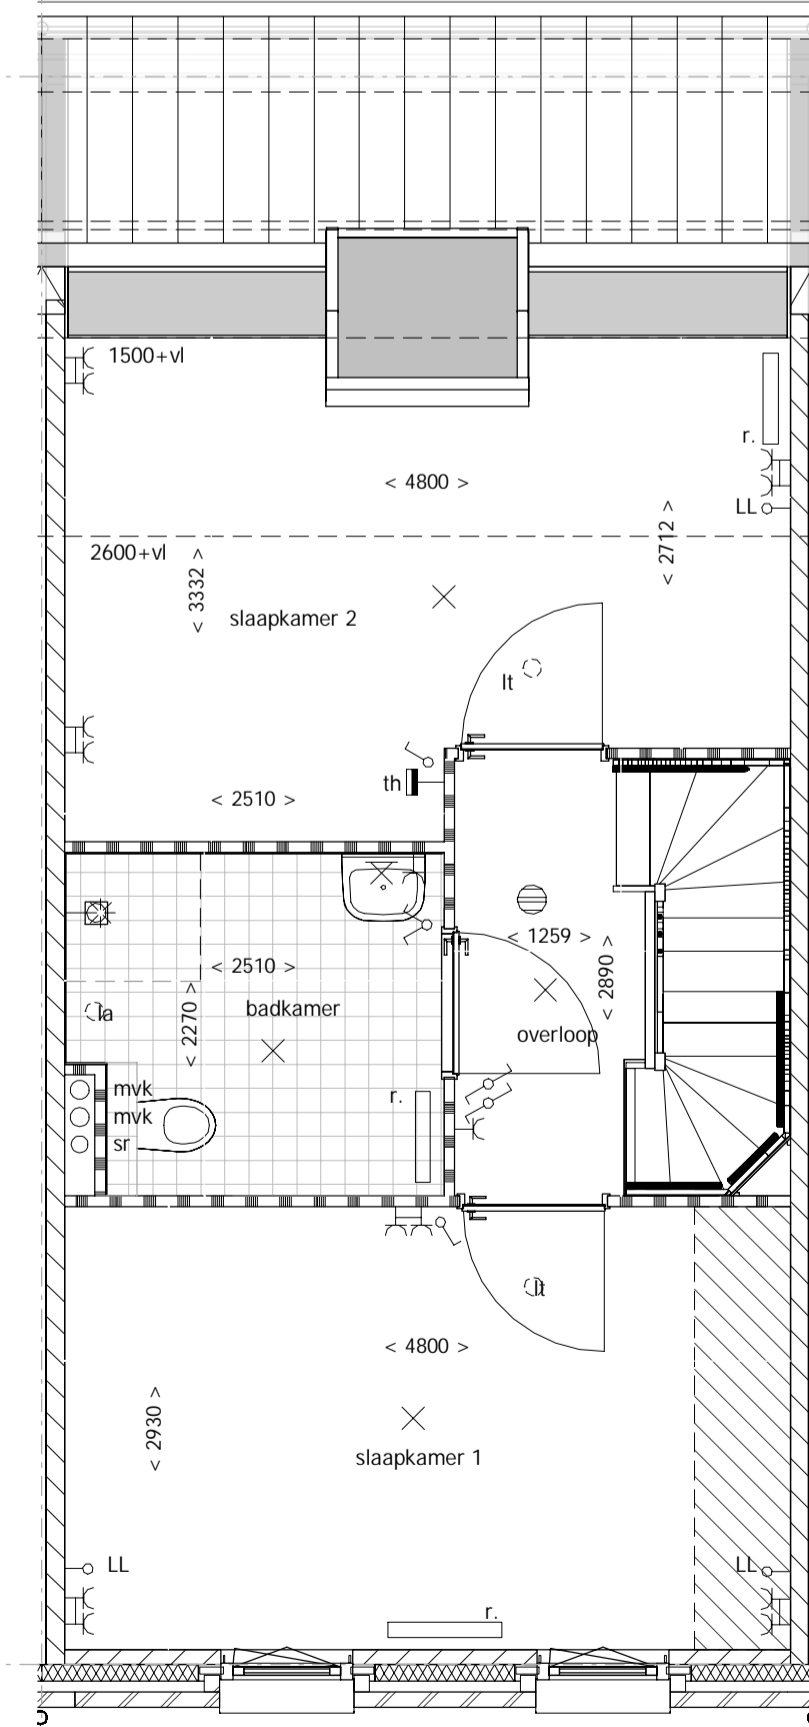 1500+vl
r.
< 4800 >
LL
< 2712 >
2600+vl
< 3332 >
slaapkamer 2
lt
th
< 2510 >
< 1259 >
< 2510 >
< 2890 >
la
badkamer
< 2270 >
overloop
mvk
r.
mvk
sr
lt
< 4800 >
< 2930 >
slaapkamer 1
LL
LL
r.